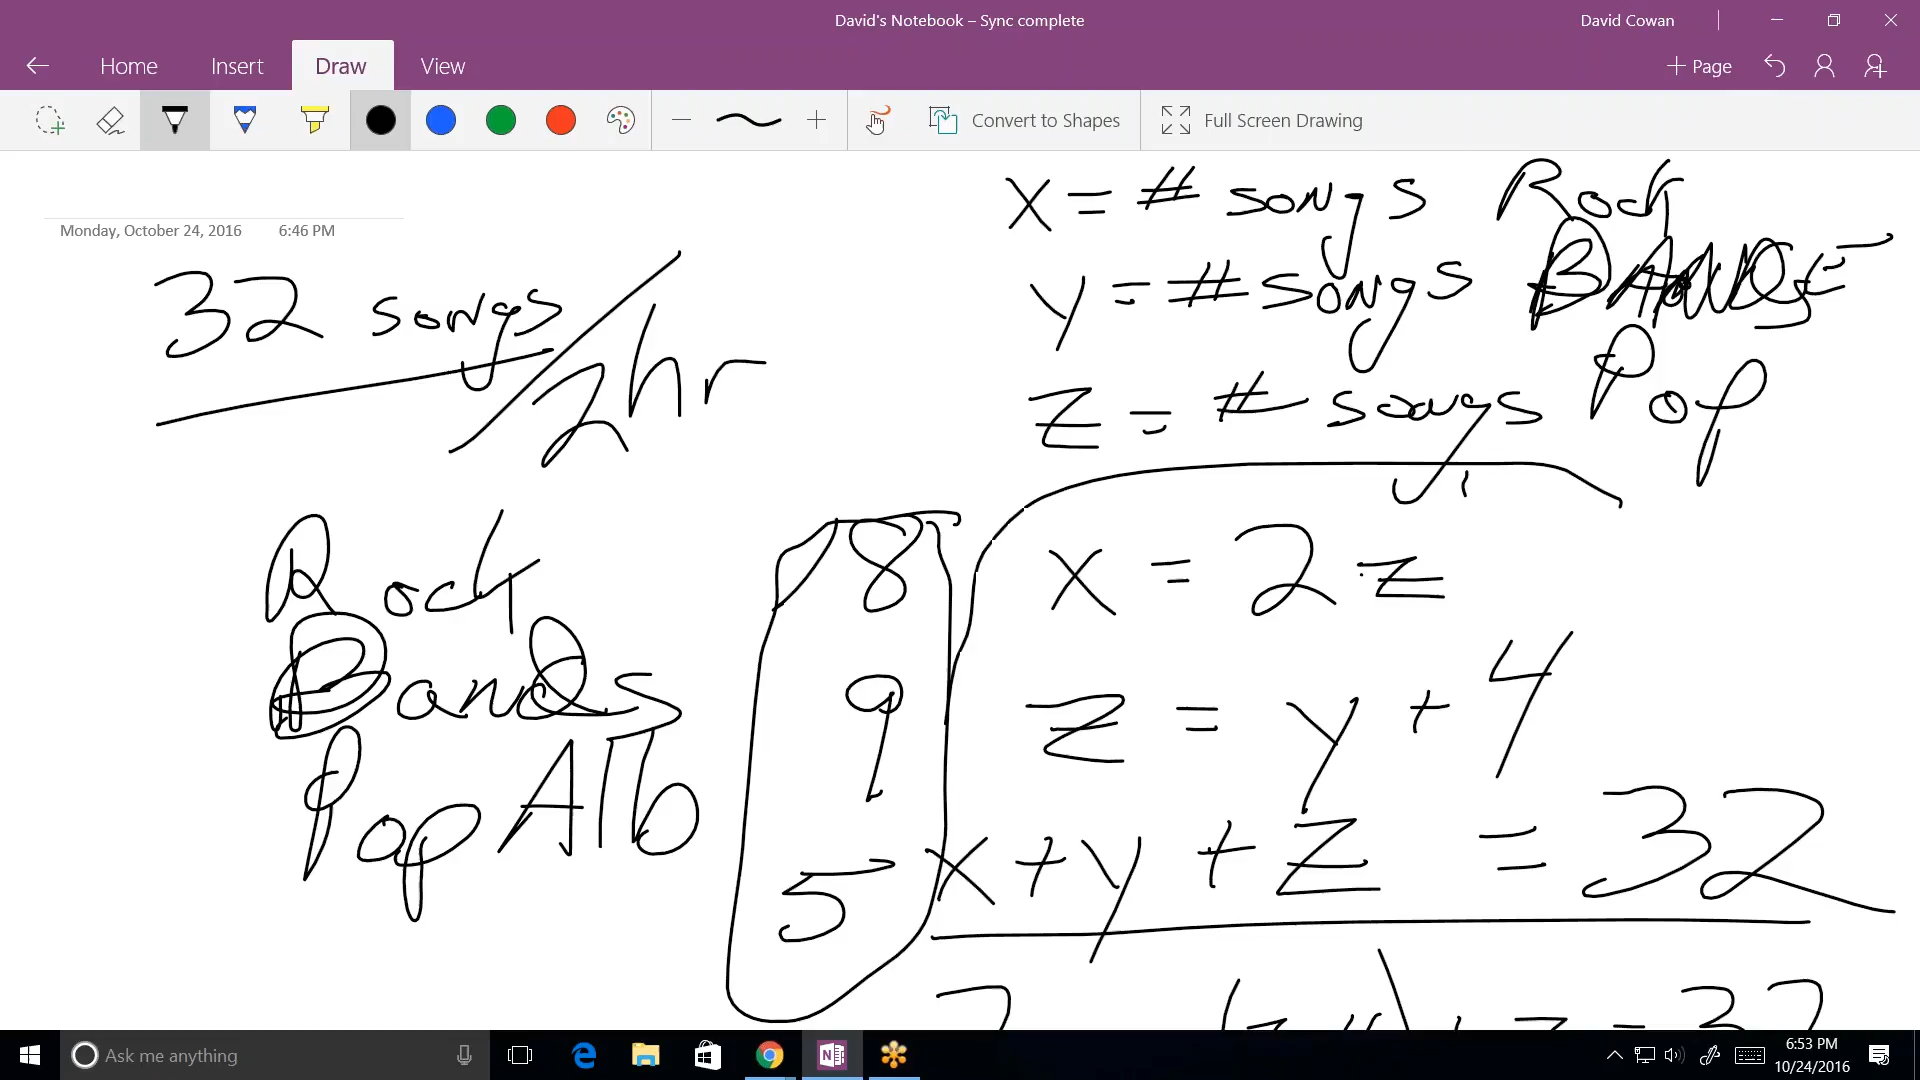 David's Notebook – Sync complete
David Cowan
Home
Insert
Draw
View
Page
Convert to Shapes
Full Screen Drawing
Monday, October 24, 2016 6:46 PM
32 songs
/2hr
x = # songs Rock
y = # songs
z = # songs Pop
Rock 8
Bands 9
Pop Alb 5
x = 2z
z = y + 4
x + y + z = 32
Ask me anything
6:53 PM
10/24/2016